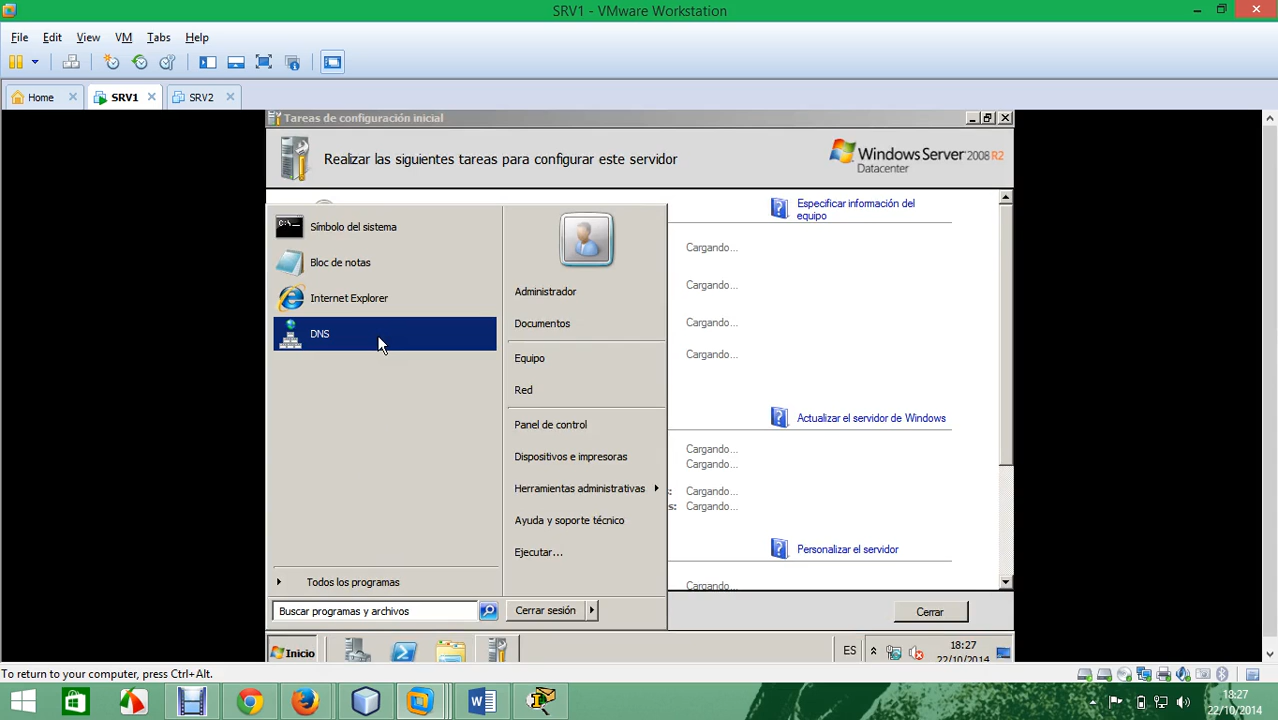 SRV1 - VMware Workstation
File Edit View VM Tabs Help
Home SRV1 SRV2
Tareas de configuración inicial
Realizar las siguientes tareas para configurar este servidor
Windows Server 2008 R2
Datacenter
Símbolo del sistema
Bloc de notas
Internet Explorer
DNS
Todos los programas
Buscar programas y archivos
Administrador
Documentos
Equipo
Red
Panel de control
Dispositivos e impresoras
Herramientas administrativas
Ayuda y soporte técnico
Ejecutar...
Cerrar sesión
Especificar información del
equipo
Cargando...
Cargando...
Cargando...
Cargando...
Actualizar el servidor de Windows
Cargando...
Cargando...
s: Cargando...
s: Cargando...
Personalizar el servidor
Cargando...
Cerrar
Inicio
ES
18:27
22/10/2014
To return to your computer, press Ctrl+Alt.
18:27
22/10/2014